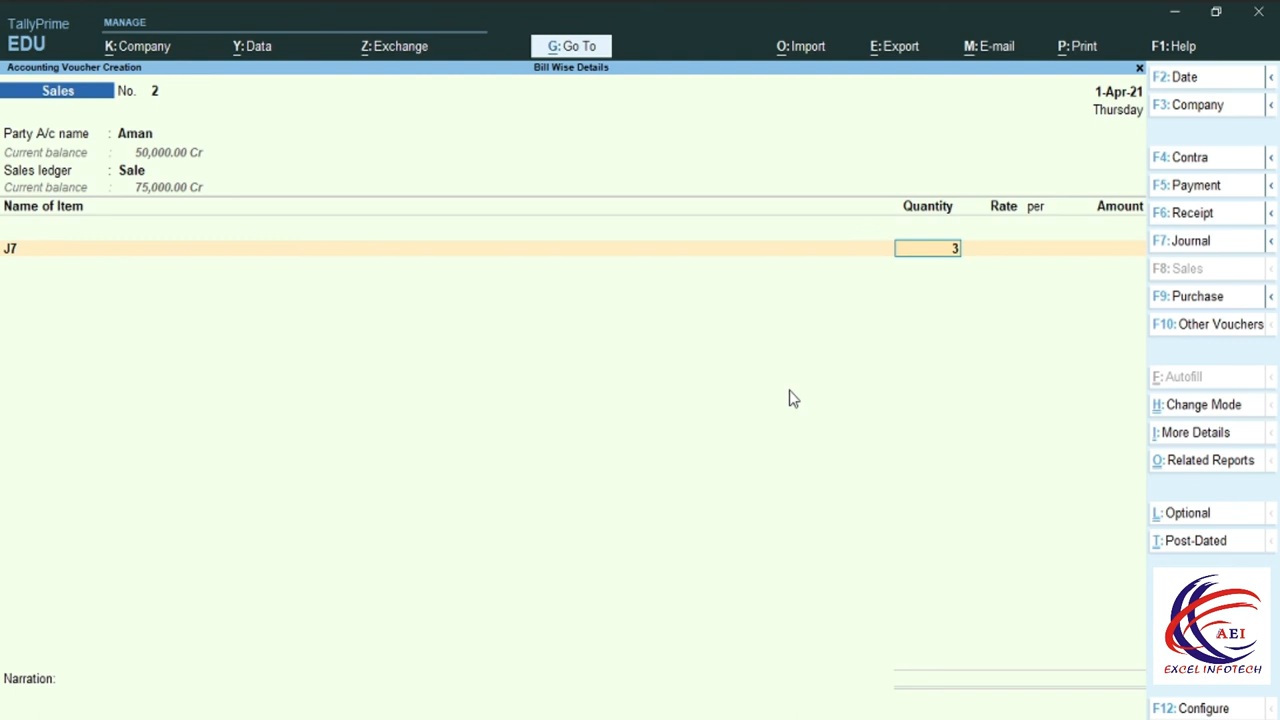 TallyPrime
EDU
MANAGE
K: Company
Y: Data
Z: Exchange
G: Go To
O: Import
E: Export
M: E-mail
P: Print
F1: Help
Accounting Voucher Creation
Bill Wise Details
x
Sales No. 2
1-Apr-21
Thursday
Party A/c name : Aman
Current balance : 50,000.00 Cr
Sales ledger : Sale
Current balance : 75,000.00 Cr
Name of Item Quantity Rate per Amount
J7 3
Narration:
F2: Date
F3: Company
F4: Contra
F5: Payment
F6: Receipt
F7: Journal
F8: Sales
F9: Purchase
F10: Other Vouchers
F: Autofill
H: Change Mode
I: More Details
O: Related Reports
L: Optional
T: Post-Dated
AEI
EXCEL INFOTECH
F12: Configure